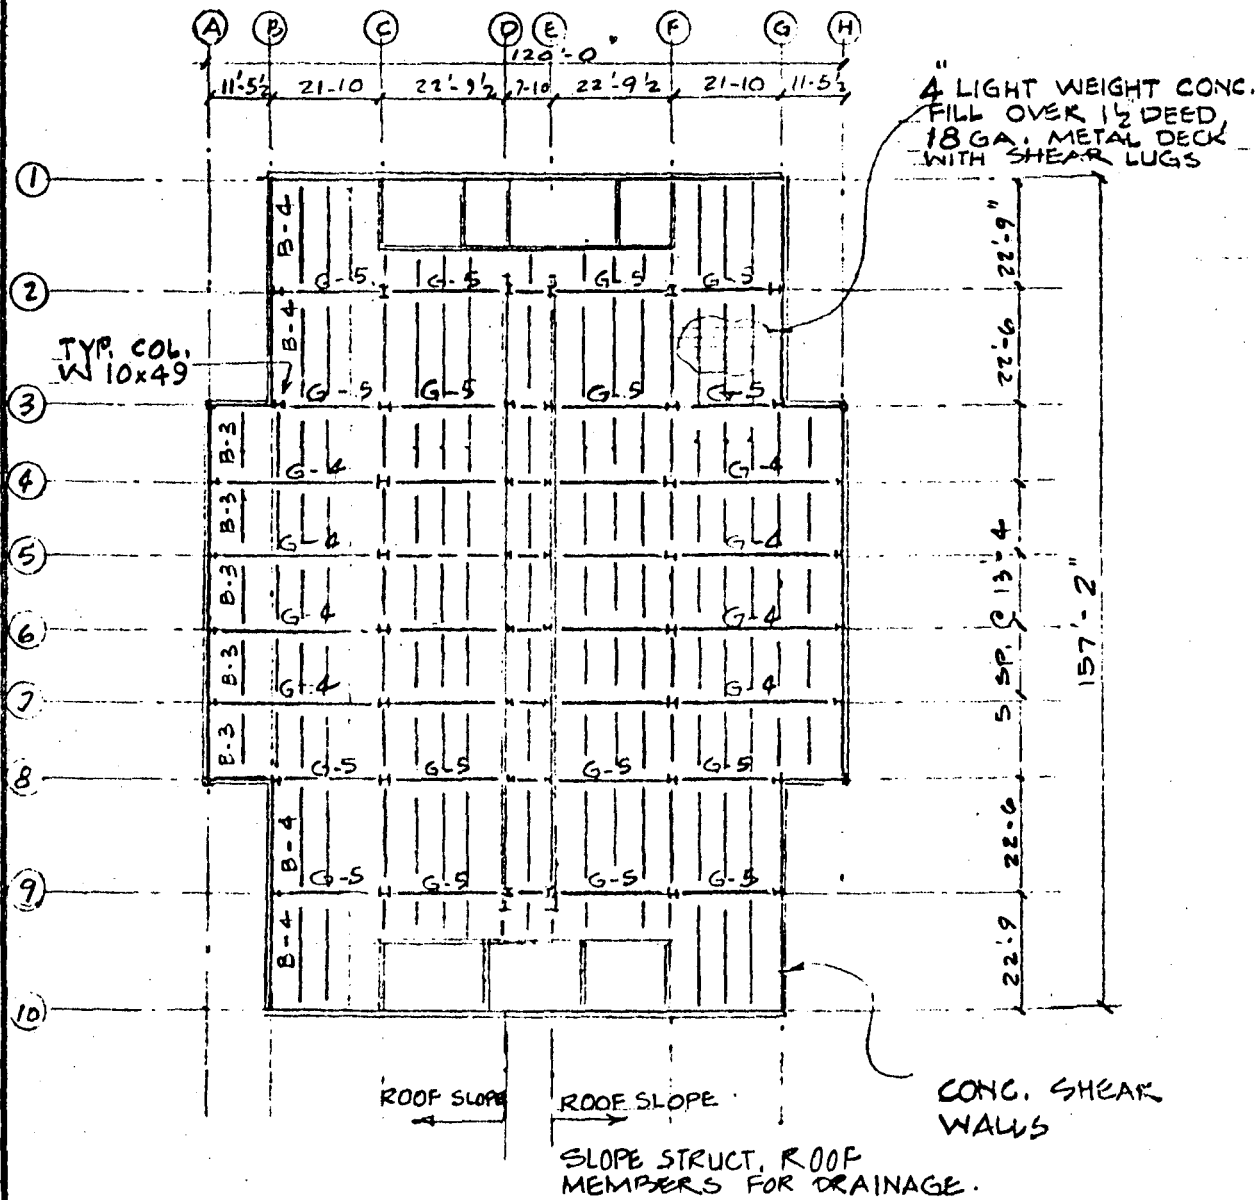 A B C D E F G H
120'-0"
11'-5½ 21-10 22'-9½ 7-10 22'-9½ 21-10 11-5½
4" LIGHT WEIGHT CONC.
FILL OVER 1½ DEED,
18 GA. METAL DECK
WITH SHEAR LUGS
1
B-4
22'-9"
G-5 G-5 G-5 G-5
2
B-4
22'-6
TYP. COL.
W 10x49
G-5 G-5 G-5 G-5
3
B-3
G-4 G-4
4
B-3
G-4 G-4
5
B-3
5 SP. @ 13'-4
157'-2"
G-4 G-4
6
B-3
G-4 G-4
7
B-3
G-5 G-5 G-5 G-5
8
B-4
22-6
G-5 G-5 G-5 G-5
9
B-4
22'-9
10
ROOF SLOPE ROOF SLOPE
CONC. SHEAR
WALLS
SLOPE STRUCT. ROOF
MEMBERS FOR DRAINAGE.